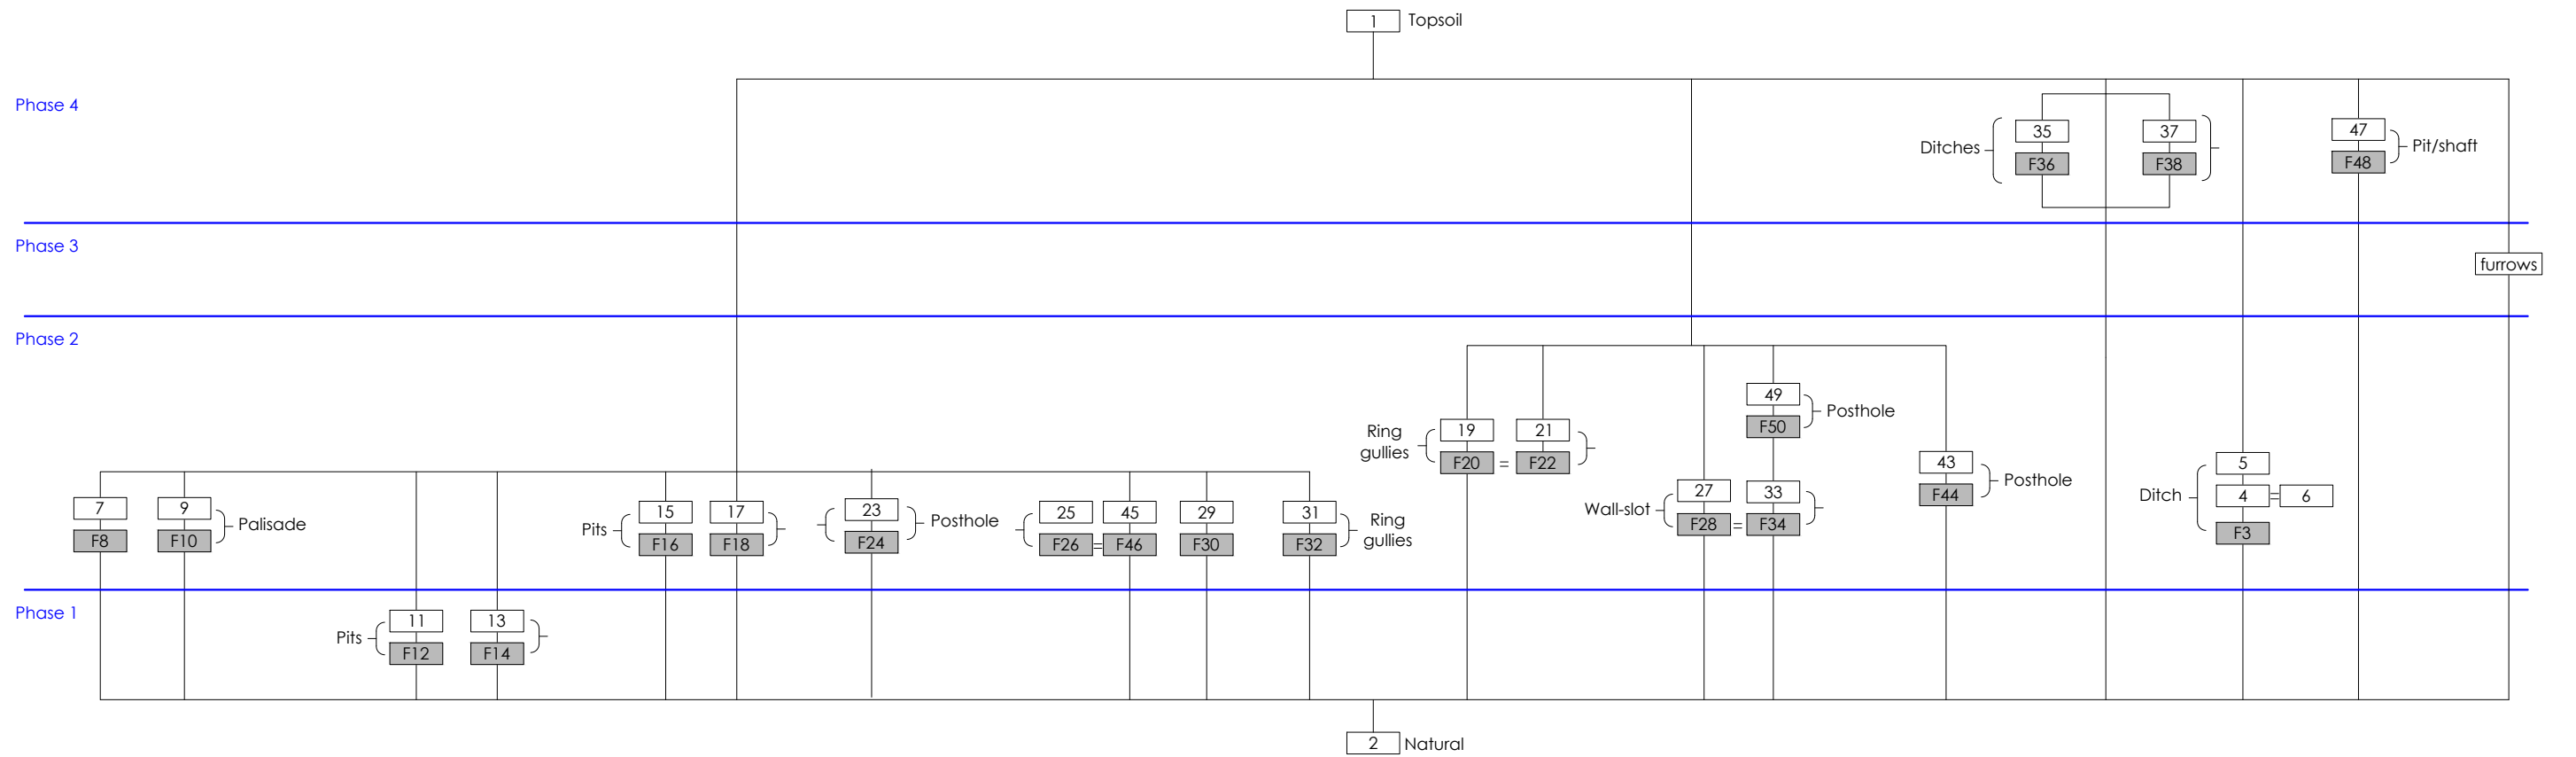 1 Topsoil
Phase 4
35 37 47
Ditches Pit/shaft
F36 F38 F48
Phase 3
furrows
Phase 2
49
Posthole
F50
19 21
Ring
gullies
F20 = F22
43
Posthole
F44
5
4 = 6
Ditch
F3
27 33
Wall-slot
F28 = F34
7 9
Palisade
F8 F10
15 17
Pits
F16 F18
23
Posthole
F24
25 45 29 31
Ring
gullies
F26 = F46 F30 F32
Phase 1
11 13
Pits
F12 F14
2 Natural